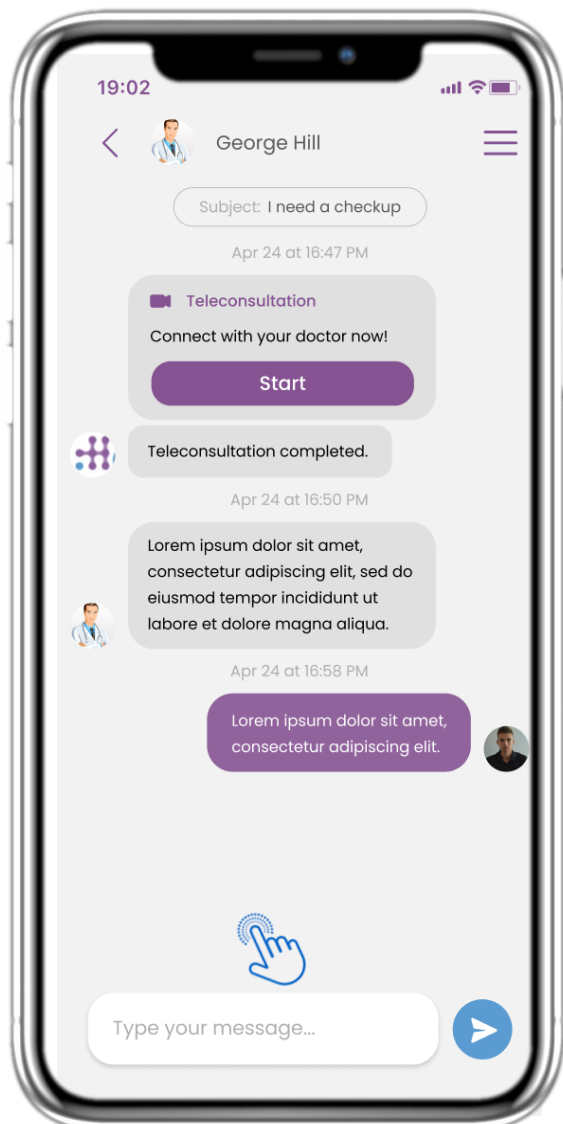 19:02
George Hill
Subject: I need a checkup
Apr 24 at 16:47 PM
Teleconsultation
Connect with your doctor now!
Start
Teleconsultation completed.
Apr 24 at 16:50 PM
Lorem ipsum dolor sit amet,
consectetur adipiscing elit, sed do
eiusmod tempor incididunt ut
labore et dolore magna aliqua.
Apr 24 at 16:58 PM
Lorem ipsum dolor sit amet,
consectetur adipiscing elit.
Type your message...